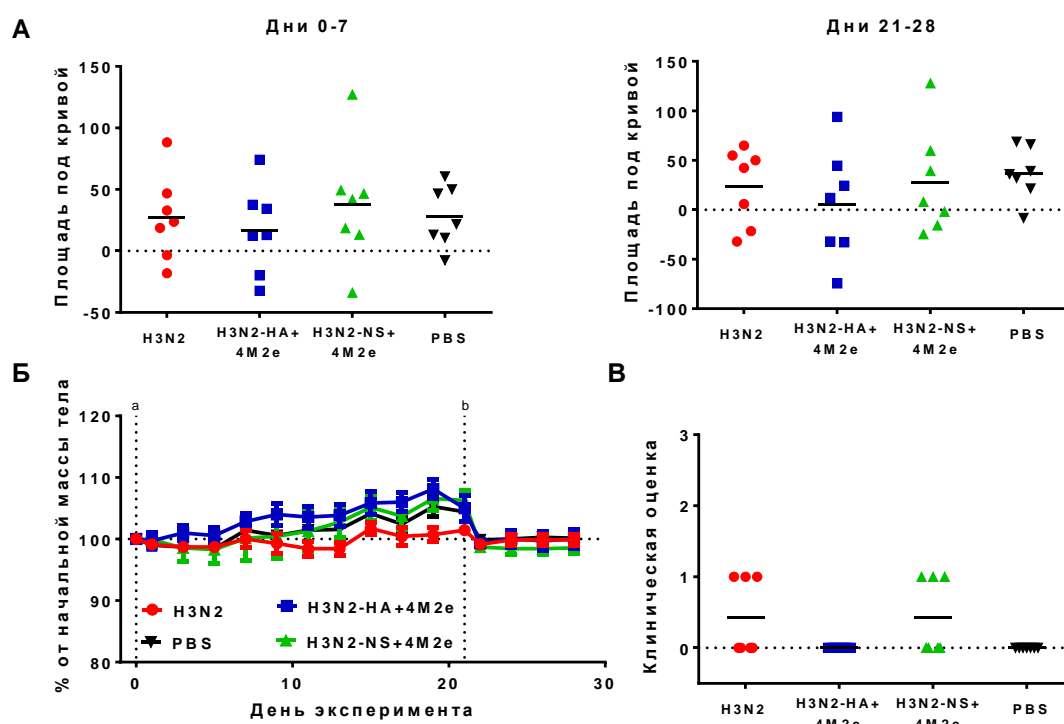 А
Дни 0-7
Дни 21-28
Площадь под кривой
150
100
50
0
-50
H3N2
H3N2-HA+
4M2e
H3N2-NS+
4M2e
PBS
Площадь под кривой
150
100
50
0
-50
-100
H3N2
H3N2-HA+
4M2e
H3N2-NS+
4M2e
PBS
Б
% от начальной массы тела
120
110
100
90
80
a
b
H3N2
H3N2-HA+4M2e
PBS
H3N2-NS+4M2e
0
10
20
30
День эксперимента
В
Клиническая оценка
3
2
1
0
H3N2
H3N2-HA+
4M2e
H3N2-NS+
4M2e
PBS